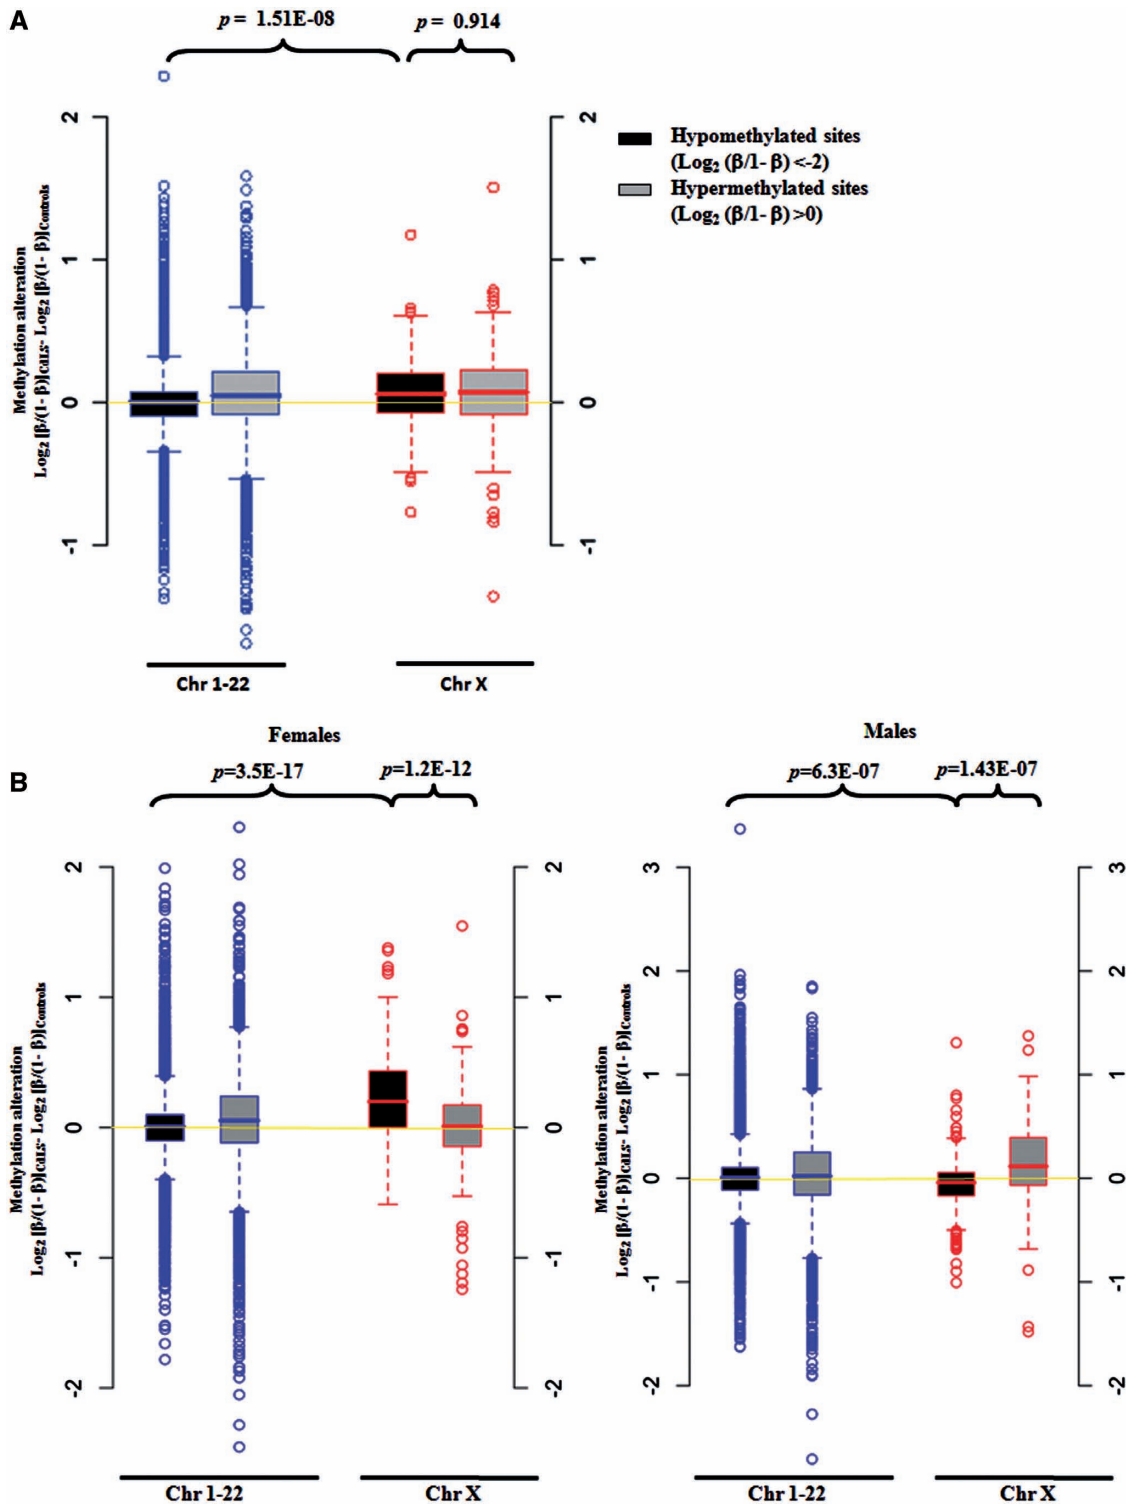 A
p = 1.51E-08
p = 0.914
2
1
0
-1
2
1
0
-1
Methylation alteration
Log2 [β/(1- β)]CALS- Log2 [β/(1- β)]Controls
Hypomethylated sites
(Log2 (β/1- β) <-2)
Hypermethylated sites
(Log2 (β/1- β) >0)
Chr 1-22
Chr X
B
Females
p=3.5E-17
p=1.2E-12
2
1
0
-1
-2
2
1
0
-1
-2
Methylation alteration
Log2 [β/(1- β)]CALS- Log2 [β/(1- β)]Controls
Chr 1-22
Chr X
Males
p=6.3E-07
p=1.43E-07
3
2
1
0
-1
-2
3
2
1
0
-1
-2
Methylation alteration
Log2 [β/(1- β)]CALS- Log2 [β/(1- β)]Controls
Chr 1-22
Chr X